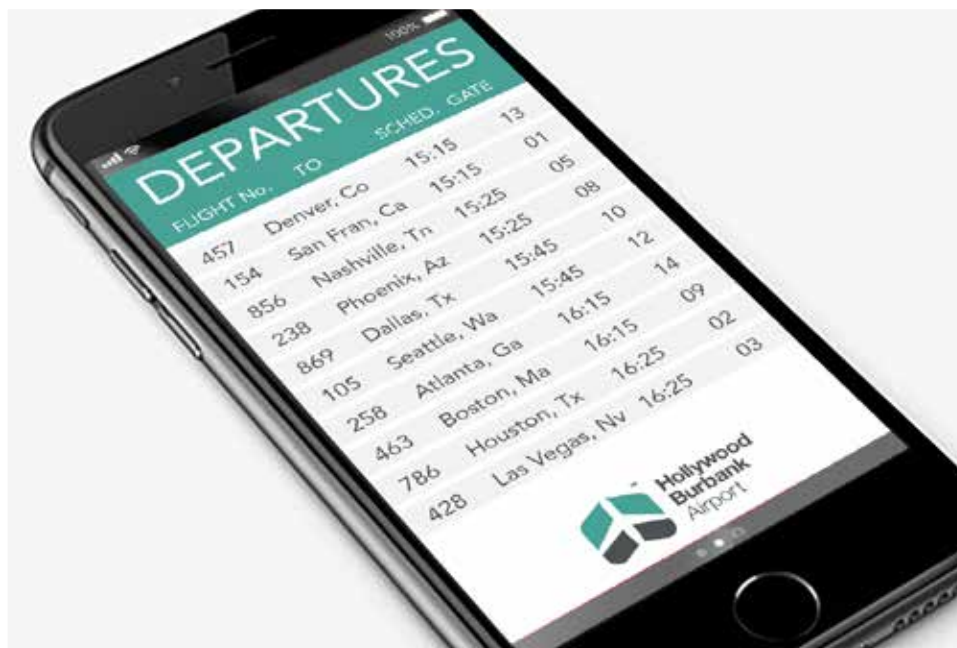 100%
DEPARTURES
FLIGHT No. TO SCHED. GATE
457 Denver, Co 15:15 13
154 San Fran, Ca 15:15 01
856 Nashville, Tn 15:25 05
238 Phoenix, Az 15:25 08
869 Dallas, Tx 15:45 10
105 Seattle, Wa 15:45 12
258 Atlanta, Ga 16:15 14
463 Boston, Ma 16:15 09
786 Houston, Tx 16:25 02
428 Las Vegas, Nv 16:25 03
Hollywood
Burbank
Airport